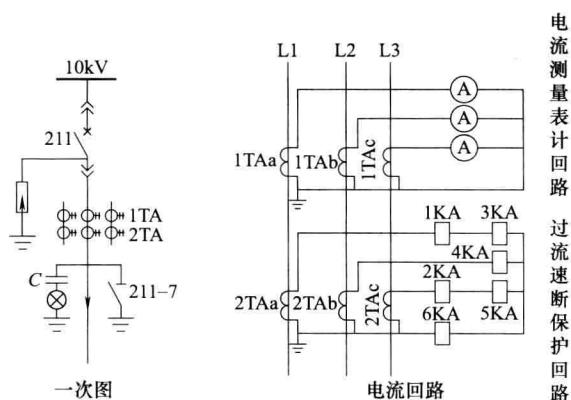 10kV
211
1TA
2TA
C
211-7
一次图
L1 L2 L3
A
A
A
1TAa 1TAb 1TAc
1KA 3KA
4KA
2KA
2TAa 2TAb 2TAc
6KA 5KA
电流回路
电流测量表计回路
过流速断保护回路